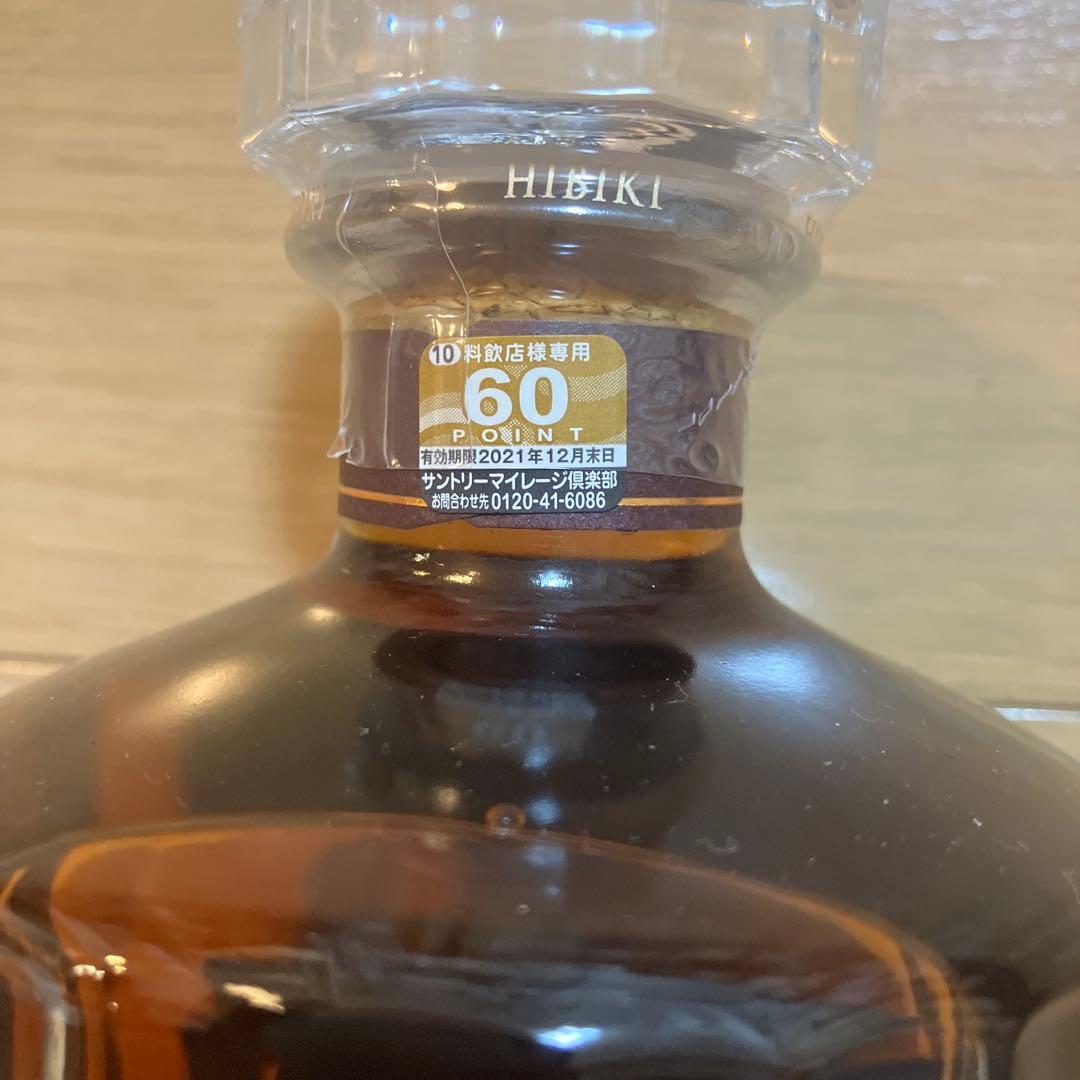 HIBIKI
10 料飲店様専用
60
POINT
有効期限2021年12月末日
サントリーマイレージ倶楽部
お問合わせ先 0120-41-6086